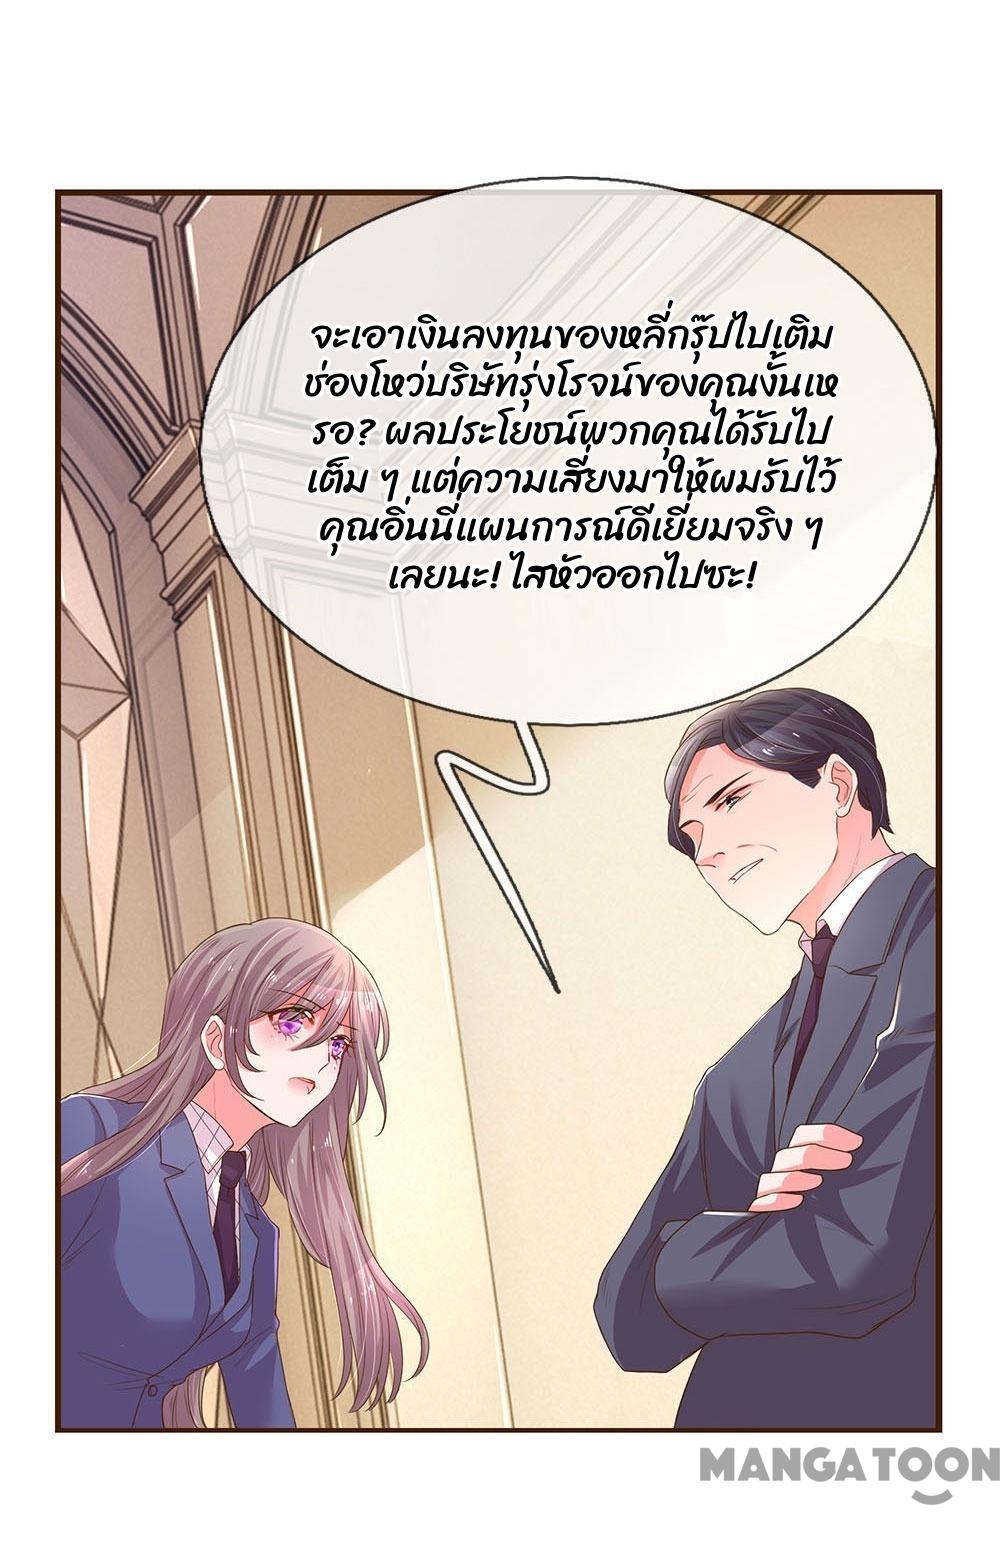 จะเอาเงินลงทุนของหลี่กรุ๊ปไปเติม
ช่องโหว่บริษัทรุ่งโรจน์ของคุณงั้นเห
รอ? ผลประโยชน์พวกคุณได้รับไป
เต็ม ๆ แต่ความเสี่ยงมาให้ผมรับไว้
คุณอิ่นนี่แผนการณ์ดีเยี่ยมจริง ๆ
เลยนะ! ไสหัวออกไปซะ!
MANGATOON